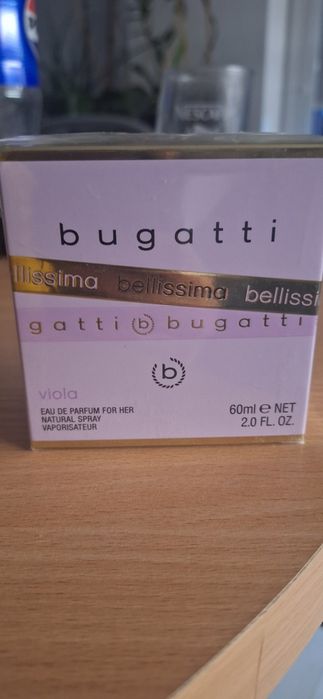 bugatti
llissima bellissima bellissi
gatti b bugatti
b
viola
EAU DE PARFUM FOR HER
NATURAL SPRAY
VAPORISATEUR
60ml e NET
2.0 FL. OZ.